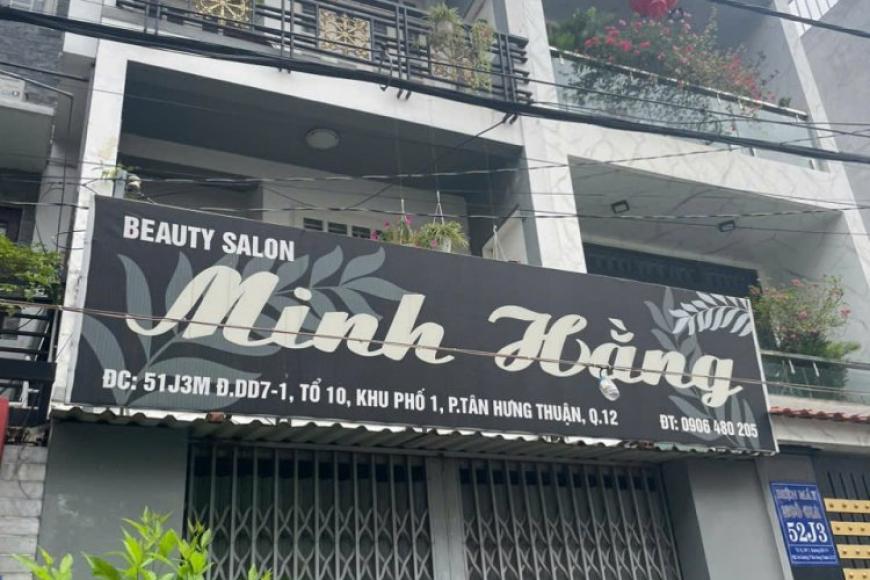 BEAUTY SALON
Minh Hằng
ĐC: 51J3M Đ.DD7-1, TỔ 10, KHU PHỐ 1, P.TÂN HƯNG THUẬN, Q.12
ĐT: 0906 480 205
52J3